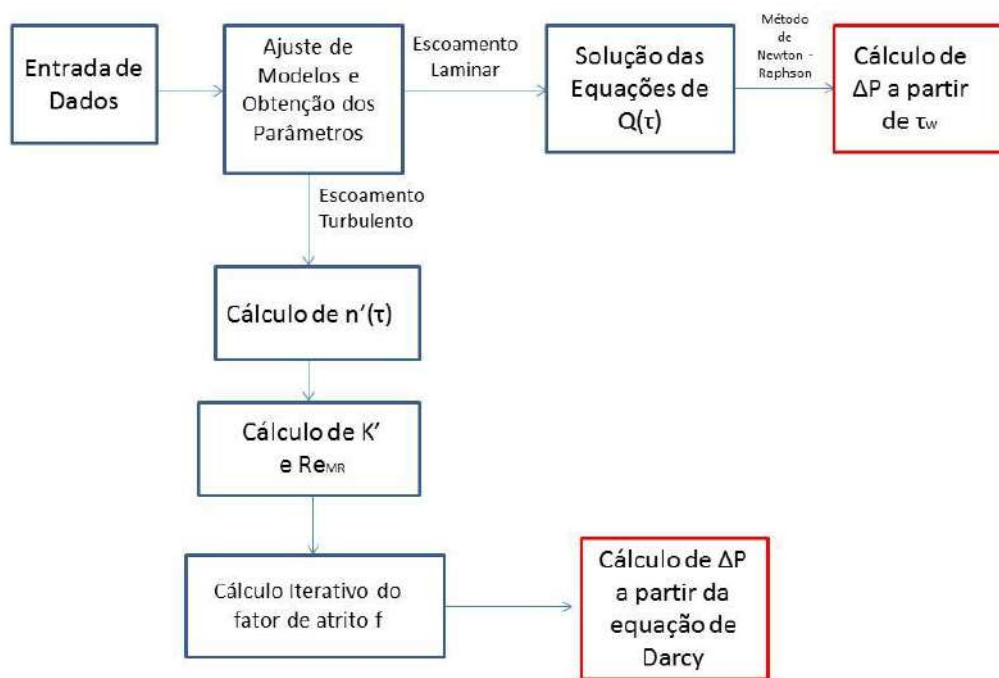 Entrada de
Dados
Ajuste de
Modelos e
Obtenção dos
Parâmetros
Escoamento
Laminar
Solução das
Equações de
Q(τ)
Método
de
Newton -
Raphson
Cálculo de
ΔP a partir
de τw
Escoamento
Turbulento
Cálculo de n'(τ)
Cálculo de K'
e ReMR
Cálculo Iterativo do
fator de atrito f
Cálculo de ΔP
a partir da
equação de
Darcy